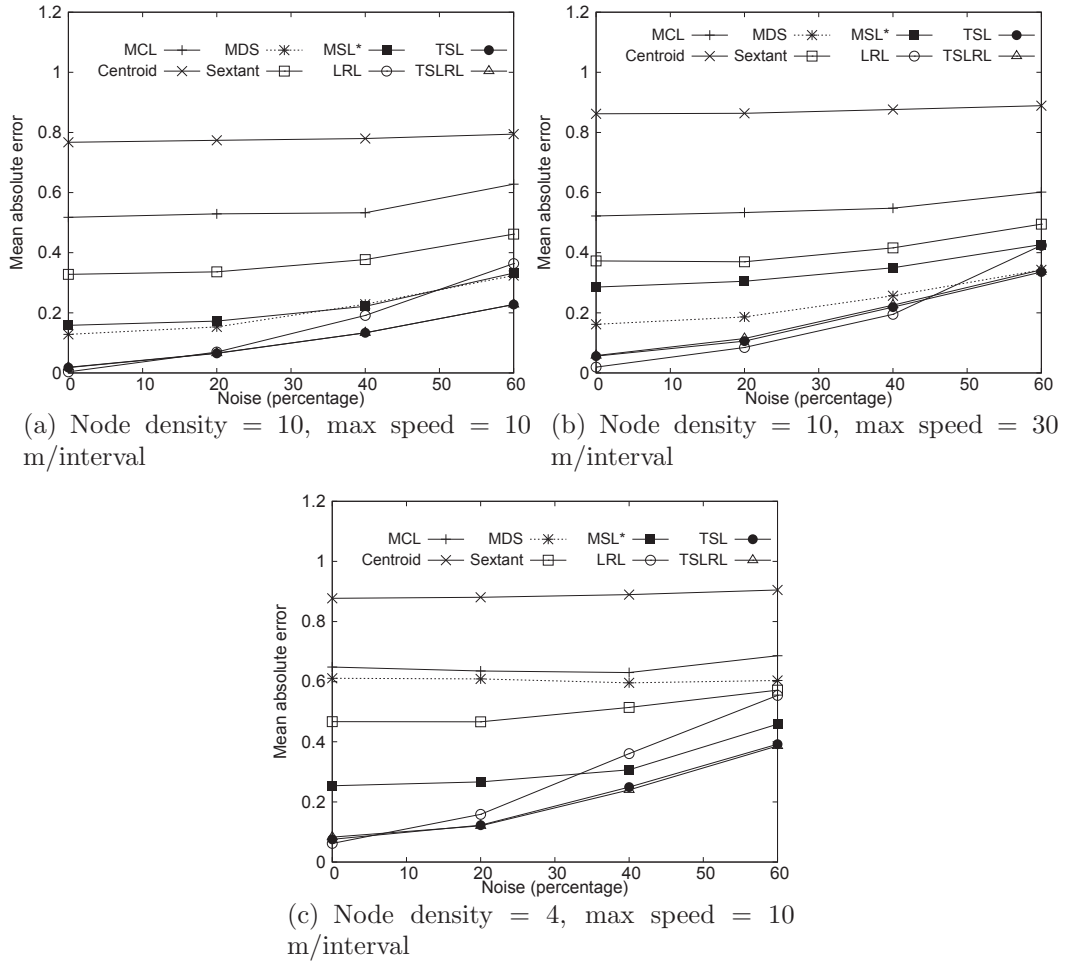 1.2
1
0.8
0.6
0.4
0.2
0
Mean absolute error
MCL MDS MSL* TSL
Centroid Sextant LRL TSLRL
0 10 20 30 40 50 60
Noise (percentage)
(a) Node density = 10, max speed = 10
m/interval
1.2
1
0.8
0.6
0.4
0.2
0
Mean absolute error
MCL MDS MSL* TSL
Centroid Sextant LRL TSLRL
0 10 20 30 40 50 60
Noise (percentage)
(b) Node density = 10, max speed = 30
m/interval
1.2
1
0.8
0.6
0.4
0.2
0
Mean absolute error
MCL MDS MSL* TSL
Centroid Sextant LRL TSLRL
0 10 20 30 40 50 60
Noise (percentage)
(c) Node density = 4, max speed = 10
m/interval